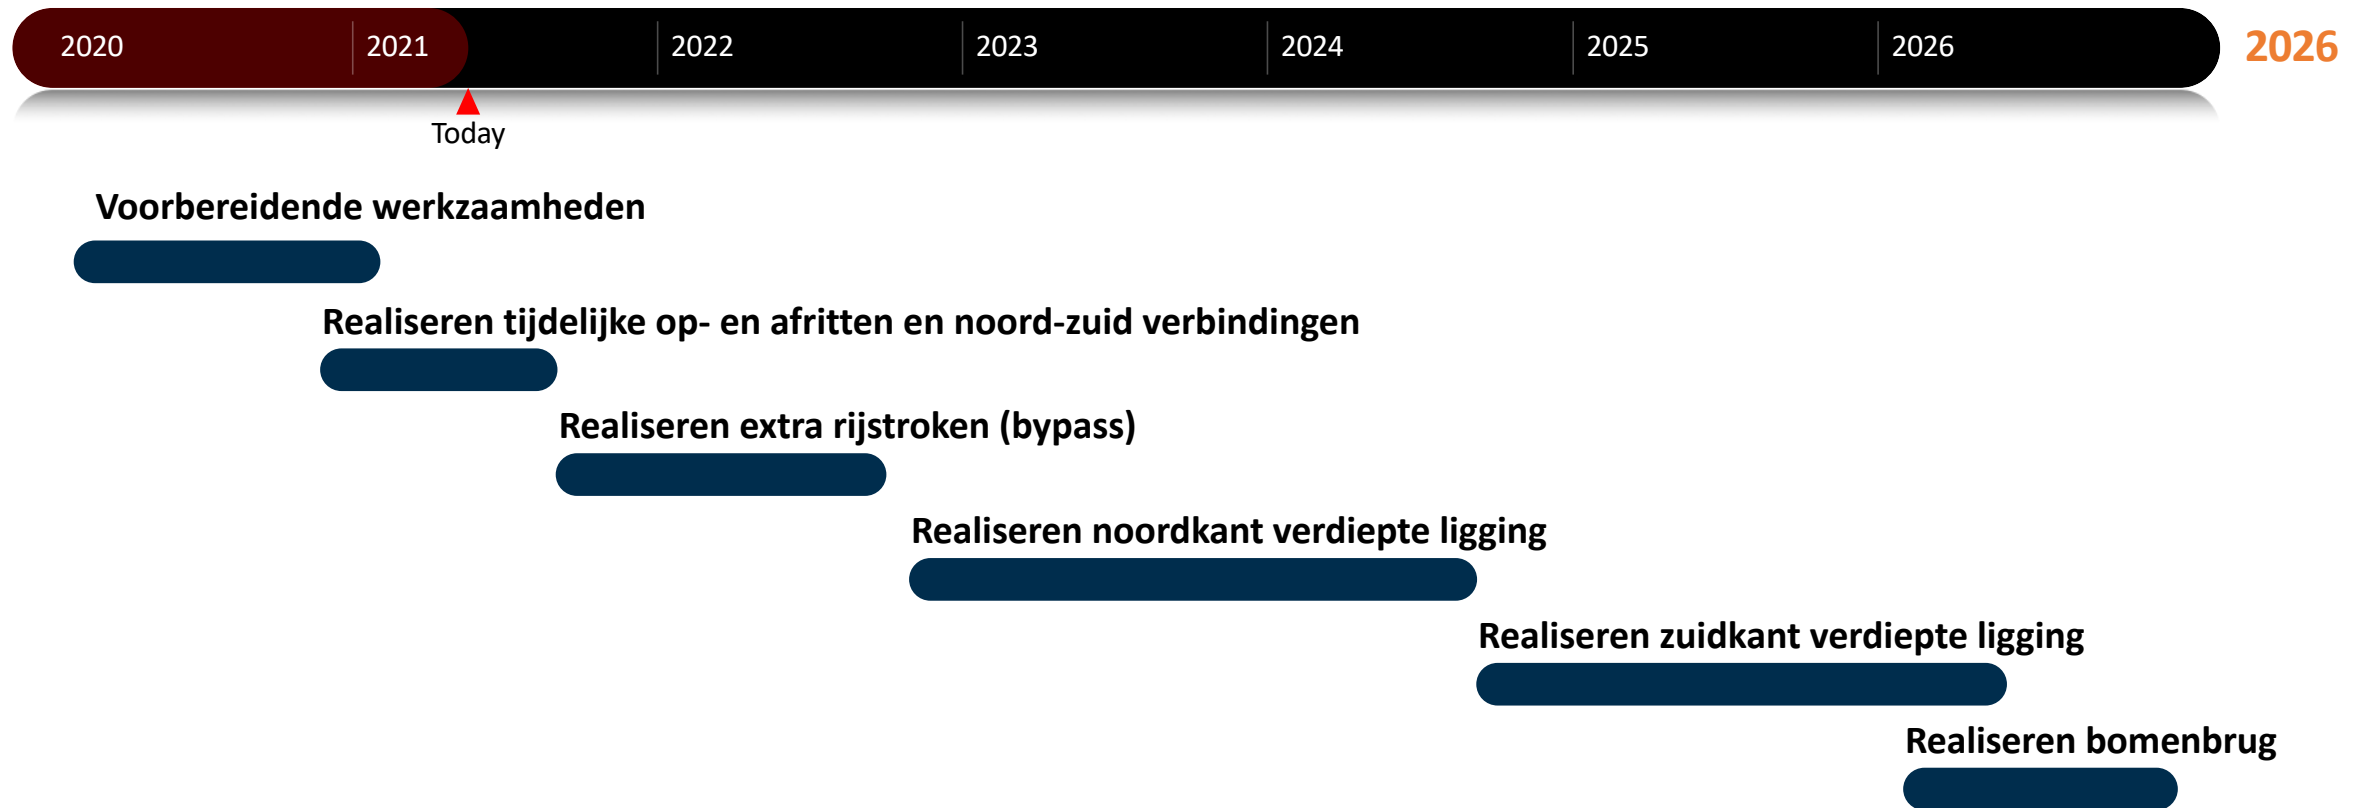 2020 2021 2022 2023 2024 2025 2026 2026
Today
Voorbereidende werkzaamheden
Realiseren tijdelijke op- en afritten en noord-zuid verbindingen
Realiseren extra rijstroken (bypass)
Realiseren noordkant verdiepte ligging
Realiseren zuidkant verdiepte ligging
Realiseren bomenbrug